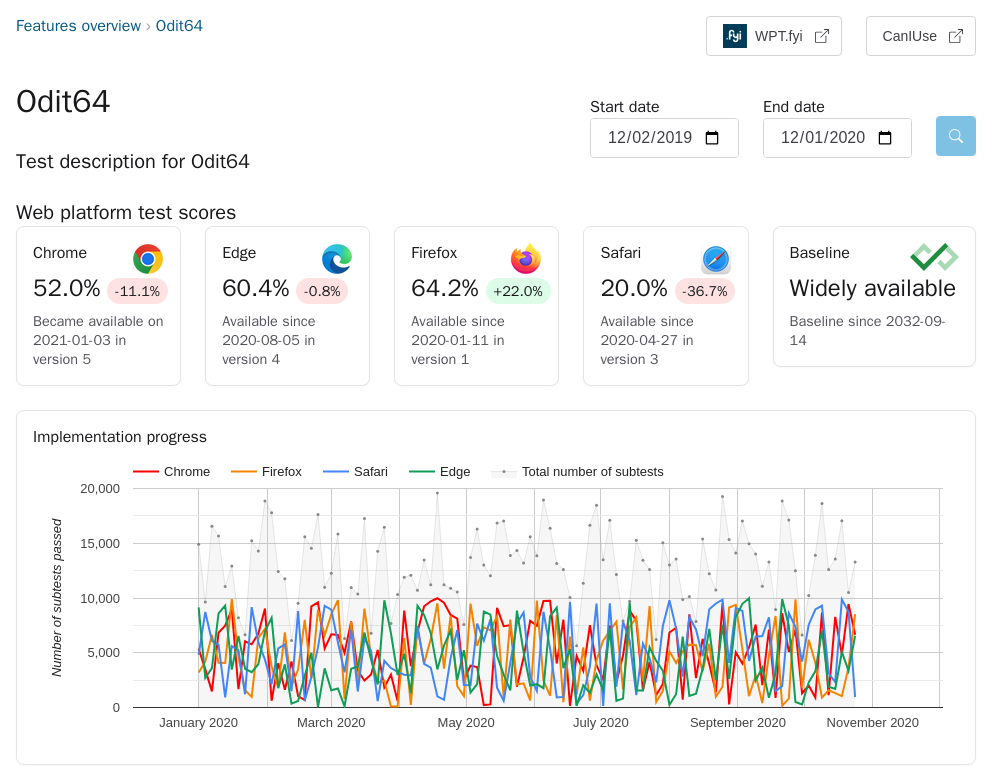 Features overview › Odit64
.fyi WPT.fyi
CanIUse
Odit64
Start date
End date
12/02/2019
12/01/2020
Test description for Odit64
Web platform test scores
Chrome
52.0% -11.1%
Became available on
2021-01-03 in
version 5
Edge
60.4% -0.8%
Available since
2020-08-05 in
version 4
Firefox
64.2% +22.0%
Available since
2020-01-11 in
version 1
Safari
20.0% -36.7%
Available since
2020-04-27 in
version 3
Baseline
Widely available
Baseline since 2032-09-
14
Implementation progress
Chrome Firefox Safari Edge Total number of subtests
Number of subtests passed
20,000
15,000
10,000
5,000
0
January 2020 March 2020 May 2020 July 2020 September 2020 November 2020